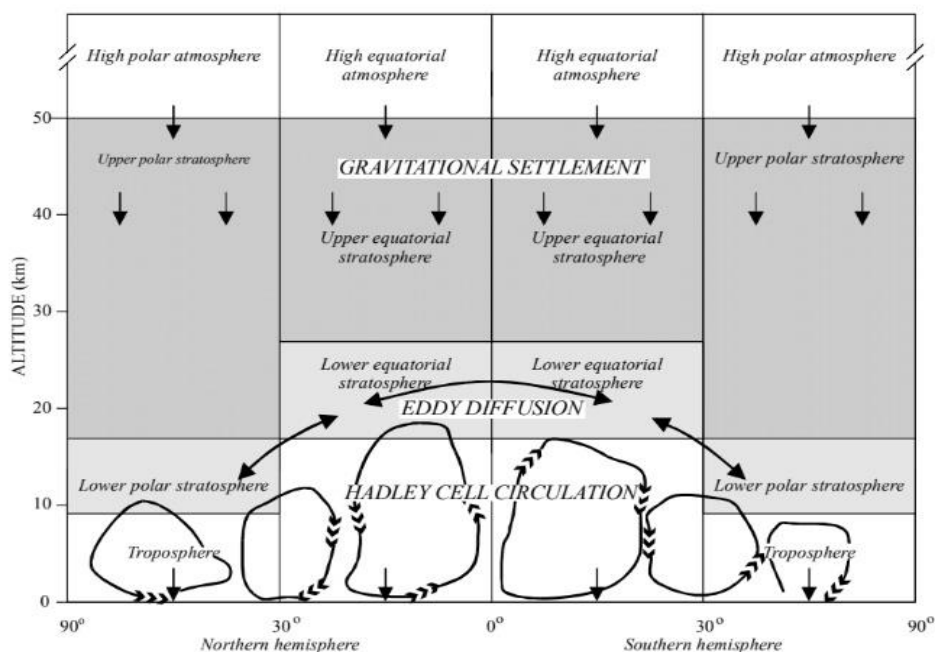 High polar atmosphere
High equatorial
atmosphere
High equatorial
atmosphere
High polar atmosphere
50
Upper polar stratosphere
GRAVITATIONAL SETTLEMENT
Upper polar stratosphere
40
Upper equatorial
stratosphere
Upper equatorial
stratosphere
ALTITUDE (km)
30
Lower equatorial
stratosphere
Lower equatorial
stratosphere
EDDY DIFFUSION
20
Lower polar stratosphere
HADLEY CELL CIRCULATION
Lower polar stratosphere
10
Troposphere
Troposphere
0
90°
30°
0°
30°
90°
Northern hemisphere
Southern hemisphere